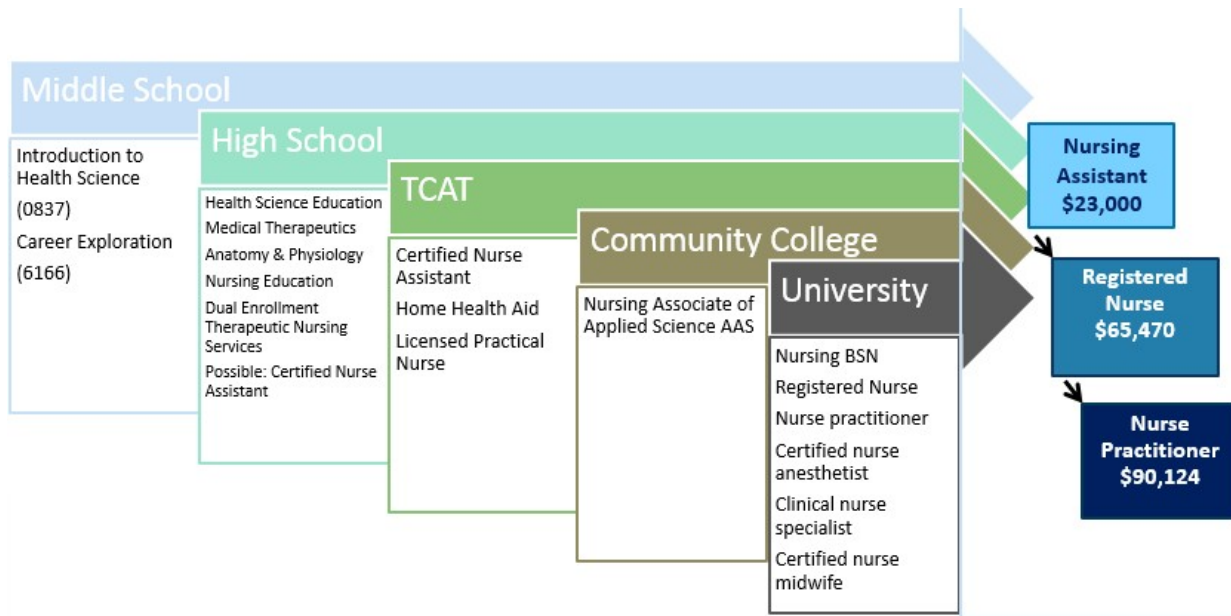 Middle School
Introduction to
Health Science
(0837)
Career Exploration
(6166)
High School
Health Science Education
Medical Therapeutics
Anatomy & Physiology
Nursing Education
Dual Enrollment
Therapeutic Nursing
Services
Possible: Certified Nurse
Assistant
TCAT
Certified Nurse
Assistant
Home Health Aid
Licensed Practical
Nurse
Community College
Nursing Associate of
Applied Science AAS
University
Nursing BSN
Registered Nurse
Nurse practitioner
Certified nurse
anesthetist
Clinical nurse
specialist
Certified nurse
midwife
Nursing
Assistant
$23,000
Registered
Nurse
$65,470
Nurse
Practitioner
$90,124